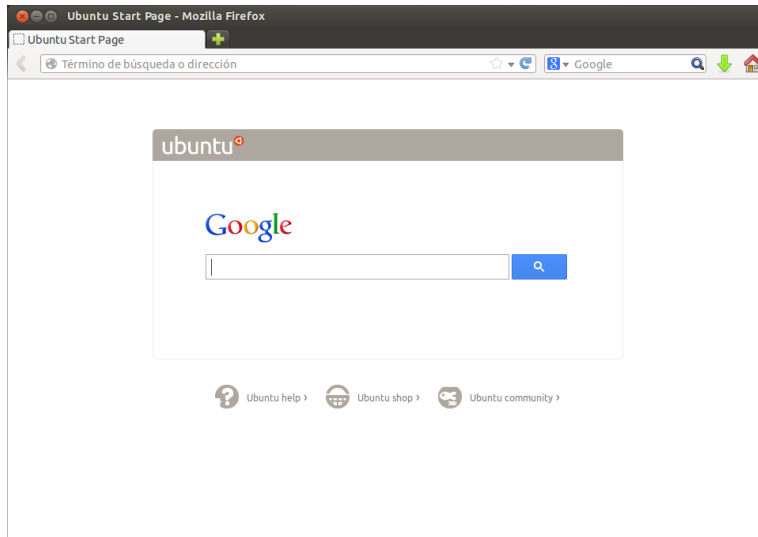 Ubuntu Start Page - Mozilla Firefox
Ubuntu Start Page
Término de búsqueda o dirección
8 Google
ubuntu
Google
Ubuntu help › Ubuntu shop › Ubuntu community ›